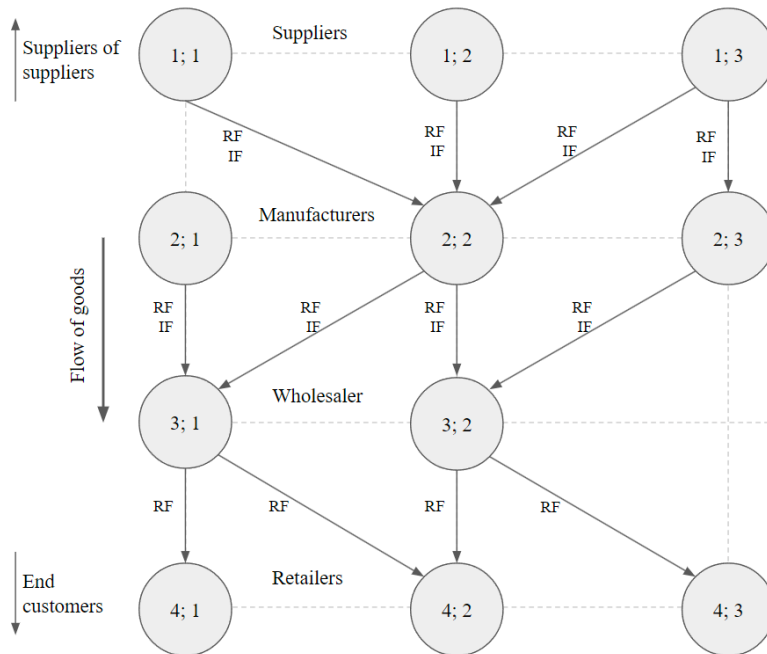 Suppliers of
suppliers
Suppliers
1; 1
1; 2
1; 3
RF
IF
RF
IF
RF
IF
RF
IF
Manufacturers
2; 1
2; 2
2; 3
Flow of goods
RF
IF
RF
IF
RF
IF
RF
IF
Wholesaler
3; 1
3; 2
RF
RF
RF
RF
End
customers
Retailers
4; 1
4; 2
4; 3